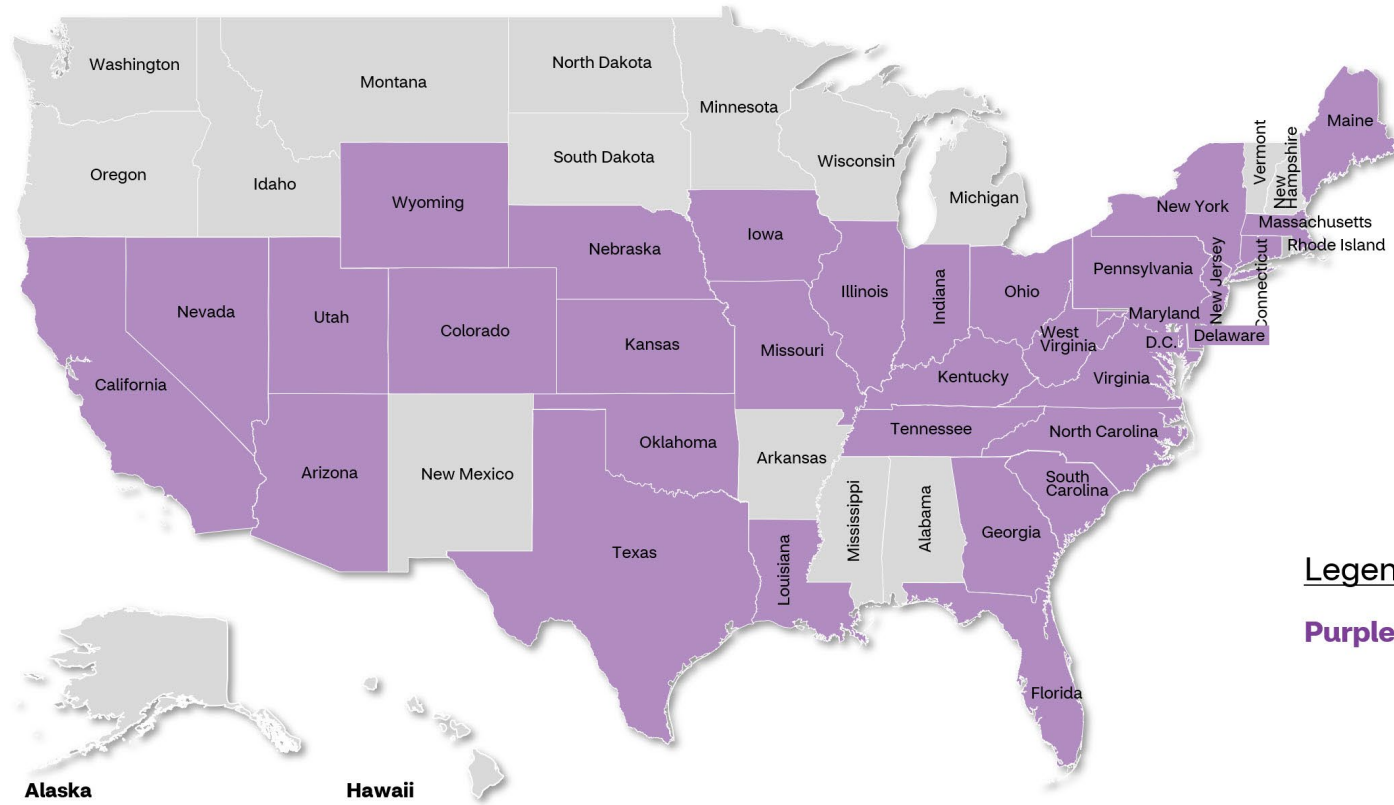 Washington
Montana
North Dakota
Minnesota
Oregon
Idaho
South Dakota
Wisconsin
Michigan
Maine
Vermont
New
Hampshire
Wyoming
New York
Massachusetts
Rhode Island
Connecticut
New Jersey
Nebraska
Iowa
Illinois
Indiana
Ohio
Pennsylvania
Nevada
Utah
Colorado
Kansas
Missouri
West
Virginia
Maryland
D.C.
Delaware
California
Kentucky
Virginia
Arizona
New Mexico
Oklahoma
Arkansas
Tennessee
North Carolina
South
Carolina
Texas
Louisiana
Mississippi
Alabama
Georgia
Florida
Legen
Purple
Alaska
Hawaii